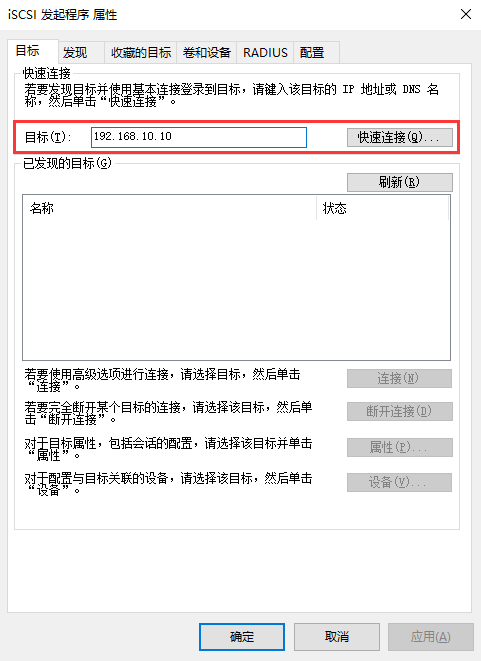 iSCSI 发起程序 属性
目标
发现
收藏的目标
卷和设备
RADIUS
配置
快速连接
若要发现目标并使用基本连接登录到目标，请键入该目标的 IP 地址或 DNS 名
称，然后单击“快速连接”。
目标(T):
192.168.10.10
快速连接(Q)...
已发现的目标(G)
刷新(R)
名称
状态
若要使用高级选项进行连接，请选择目标，然后单击
“连接”。
连接(N)
若要完全断开某个目标的连接，请选择该目标，然后单
击“断开连接”。
断开连接(D)
对于目标属性，包括会话的配置，请选择该目标并单击
“属性”。
属性(P)...
对于配置与目标关联的设备，请选择该目标，然后单击
“设备”。
设备(V)...
确定
取消
应用(A)